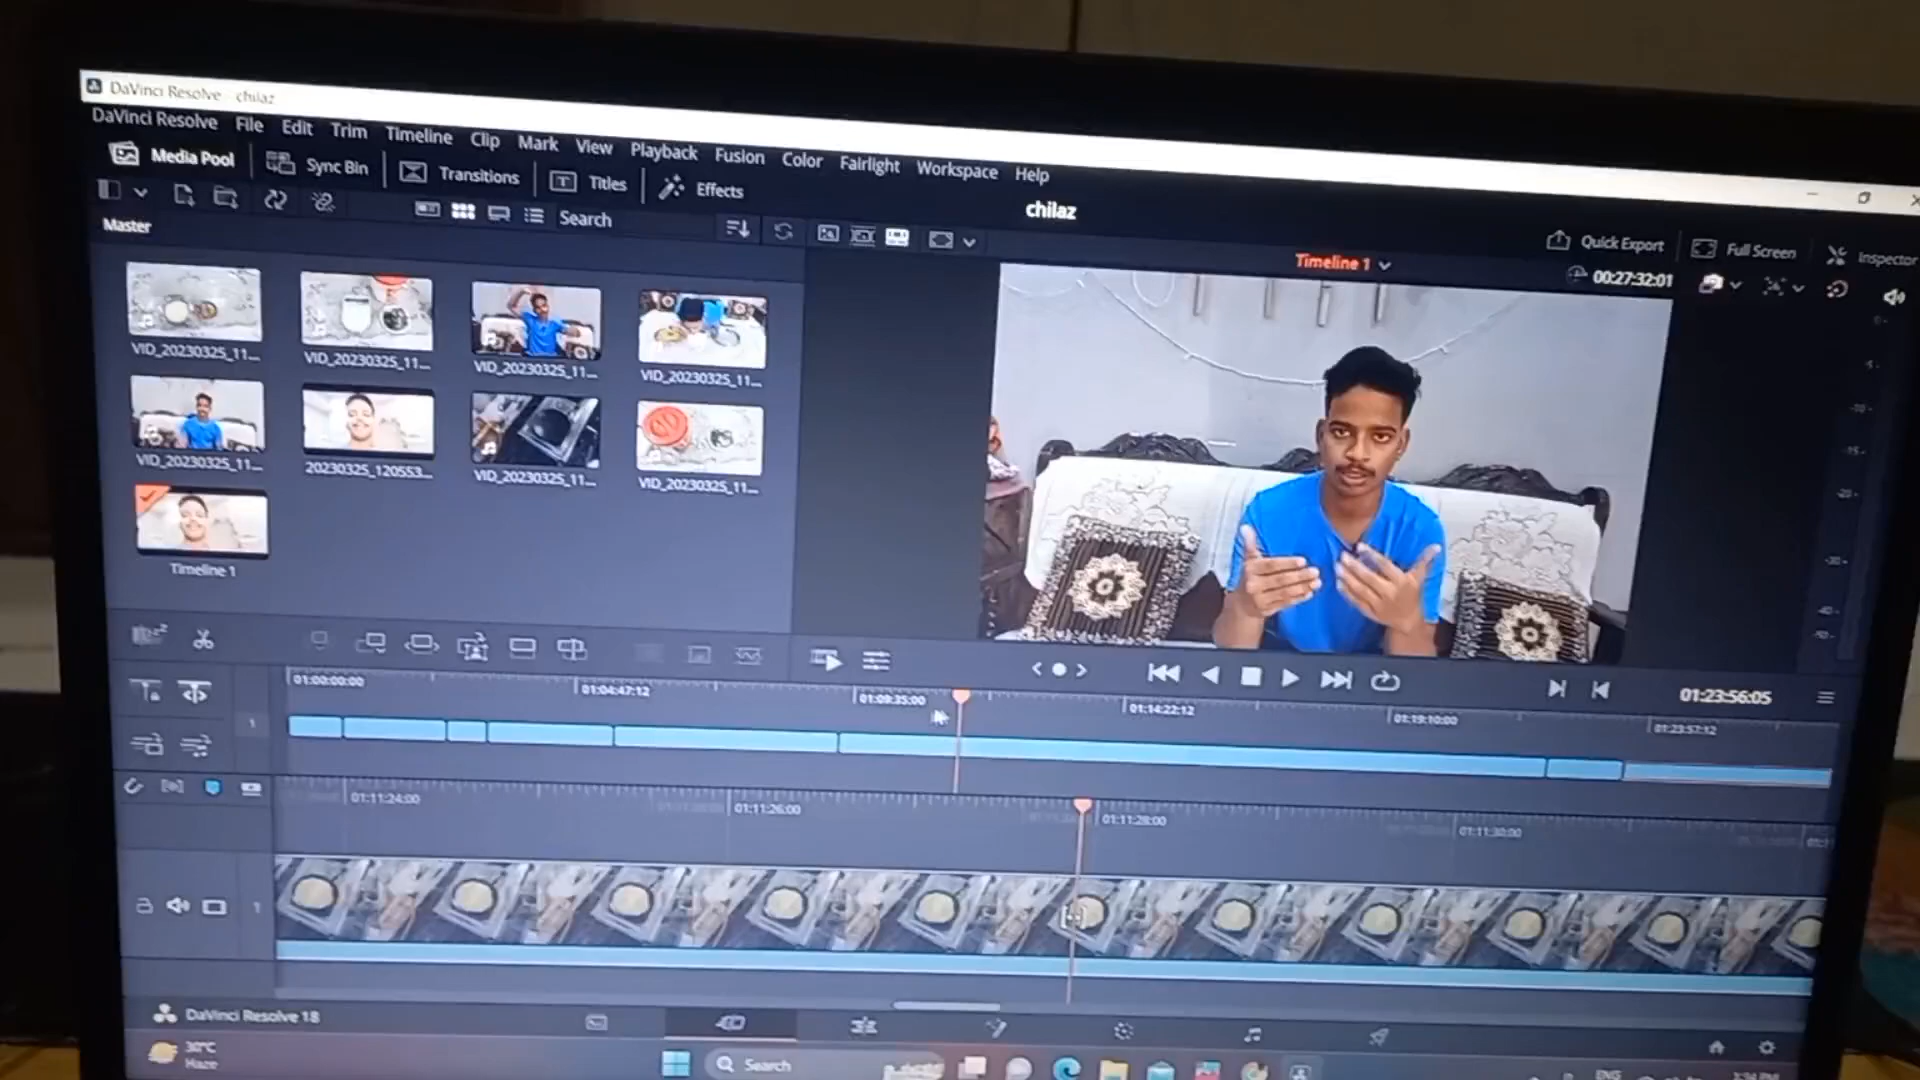 DaVinci Resolve - chilaz
DaVinci Resolve File Edit Trim Timeline Clip Mark View Playback Fusion Color Fairlight Workspace Help
Media Pool Sync Bin Transitions Titles Effects
chilaz
Quick Export Full Screen Inspector
Search
Master
Timeline 1
00:27:32:01
VID_20230325_11... VID_20230325_11... VID_20230325_11... VID_20230325_11...
VID_20230325_11... 20230325_120553... VID_20230325_11... VID_20230325_11...
Timeline 1
01:23:56:05
01:00:00:00 01:04:47:12 01:09:35:00 01:14:22:12 01:19:10:00 01:23:57:12
1
01:11:24:00 01:11:26:00 01:11:28:00 01:11:30:00
1
DaVinci Resolve 18
30°C
Haze
Search
ENG